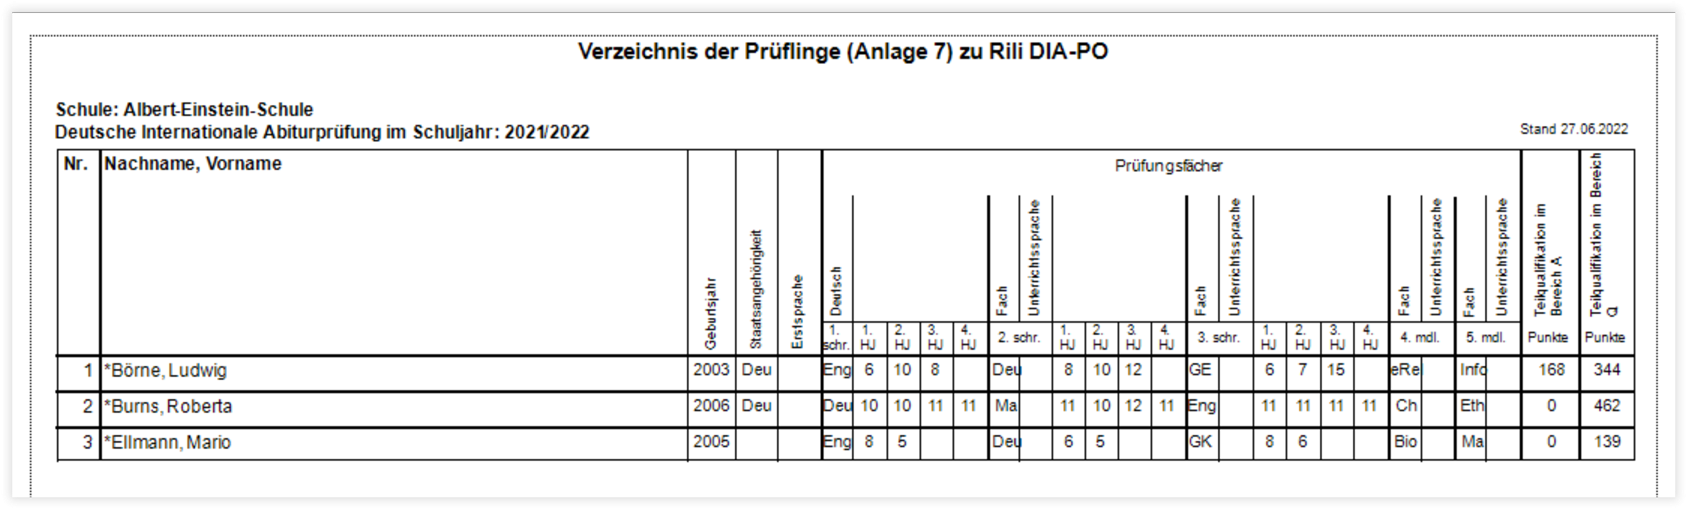 Verzeichnis der Prüflinge (Anlage 7) zu Rili DIA-PO
Schule: Albert-Einstein-Schule
Deutsche Internationale Abiturprüfung im Schuljahr: 2021/2022
Stand 27.06.2022
Nr. Nachname, Vorname Geburtsjahr Staatsangehörigkeit Erstsprache Prüfungsfächer Teilqualifikation im Bereich A Teilqualifikation im Bereich Q
Deutsch Fach Unterrichtssprache Fach Unterrichtssprache Fach Unterrichtssprache Fach Unterrichtssprache
1. schr. 1. HJ 2. HJ 3. HJ 4. HJ 2. schr. 1. HJ 2. HJ 3. HJ 4. HJ 3. schr. 1. HJ 2. HJ 3. HJ 4. HJ 4. mdl. 5. mdl. Punkte Punkte
1 *Börne, Ludwig 2003 Deu Eng 6 10 8 Deu 8 10 12 GE 6 7 15 eRe Info 168 344
2 *Burns, Roberta 2006 Deu Deu 10 10 11 11 Ma 11 10 12 11 Eng 11 11 11 11 Ch Eth 0 462
3 *Ellmann, Mario 2005 Eng 8 5 Deu 6 5 GK 8 6 Bio Ma 0 139